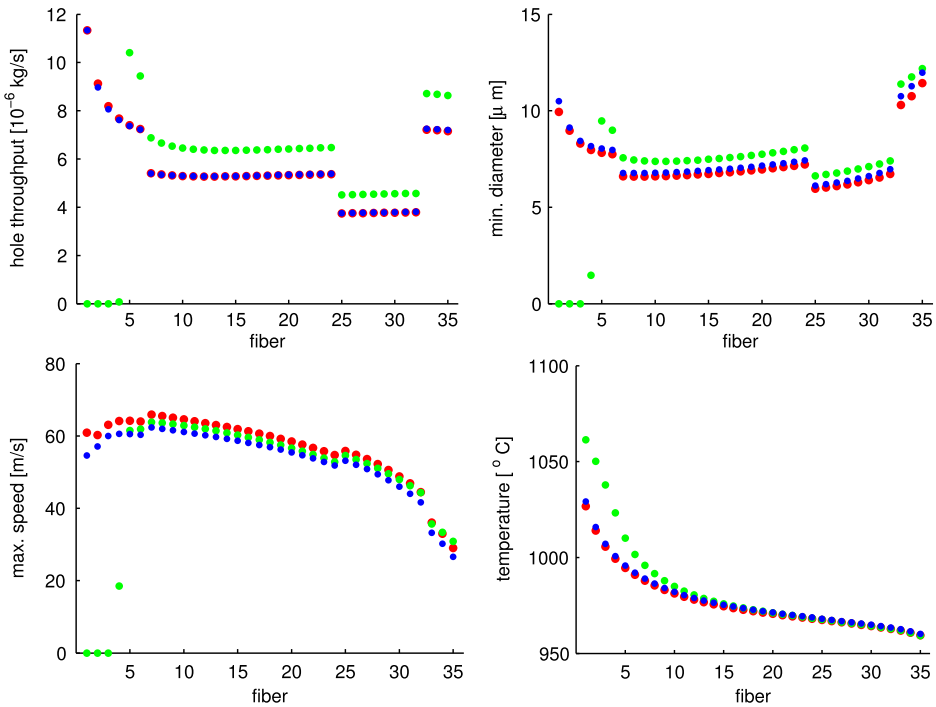 12
10
8
6
4
2
0
hole throughput [10⁻⁶ kg/s]
5 10 15 20 25 30 35
fiber
15
10
5
0
min. diameter [μ m]
5 10 15 20 25 30 35
fiber
80
60
40
20
0
max. speed [m/s]
5 10 15 20 25 30 35
fiber
1100
1050
1000
950
temperature [ ° C]
5 10 15 20 25 30 35
fiber